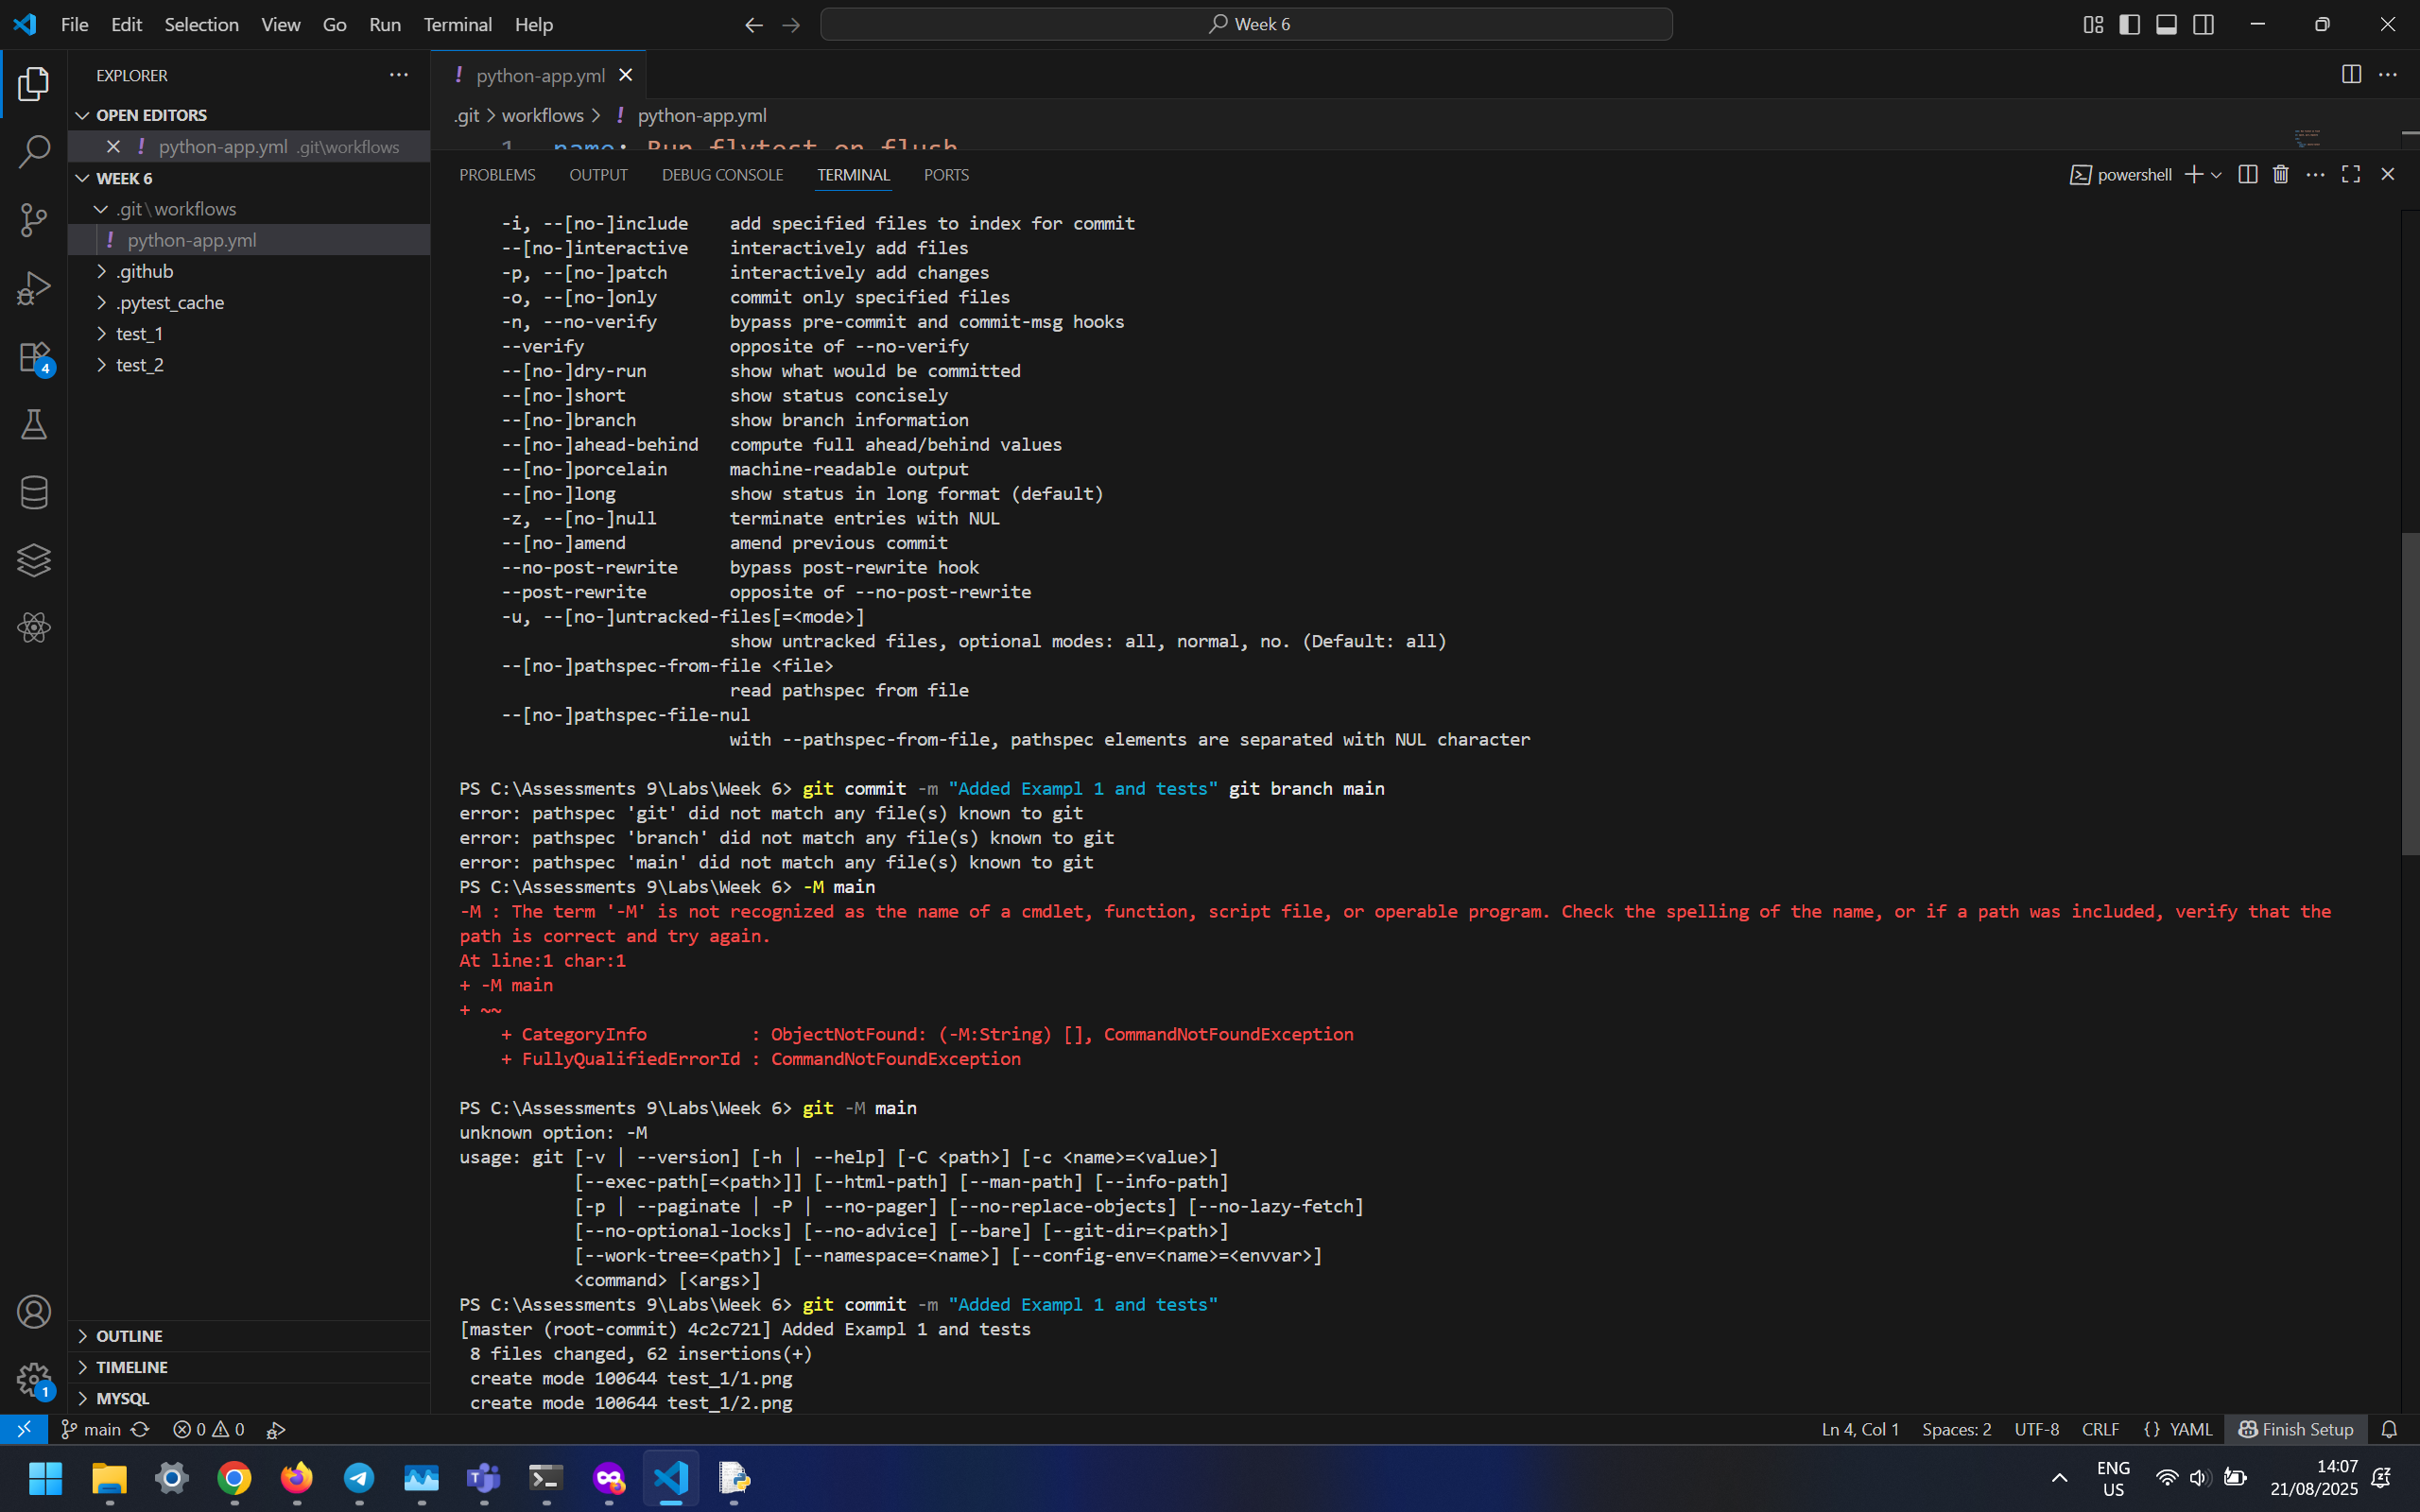 File Edit Selection View Go Run Terminal Help
Week 6
EXPLORER
OPEN EDITORS
python-app.yml .git\workflows
WEEK 6
.git\workflows
python-app.yml
.github
.pytest_cache
test_1
test_2
OUTLINE
TIMELINE
MYSQL
4
1
python-app.yml
.git > workflows > python-app.yml
1 name: Run flytest on flush
PROBLEMS OUTPUT DEBUG CONSOLE TERMINAL PORTS
powershell
-i, --[no-]include add specified files to index for commit
--[no-]interactive interactively add files
-p, --[no-]patch interactively add changes
-o, --[no-]only commit only specified files
-n, --no-verify bypass pre-commit and commit-msg hooks
--verify opposite of --no-verify
--[no-]dry-run show what would be committed
--[no-]short show status concisely
--[no-]branch show branch information
--[no-]ahead-behind compute full ahead/behind values
--[no-]porcelain machine-readable output
--[no-]long show status in long format (default)
-z, --[no-]null terminate entries with NUL
--[no-]amend amend previous commit
--no-post-rewrite bypass post-rewrite hook
--post-rewrite opposite of --no-post-rewrite
-u, --[no-]untracked-files[=<mode>]
show untracked files, optional modes: all, normal, no. (Default: all)
--[no-]pathspec-from-file <file>
read pathspec from file
--[no-]pathspec-file-nul
with --pathspec-from-file, pathspec elements are separated with NUL character
PS C:\Assessments 9\Labs\Week 6> git commit -m "Added Exampl 1 and tests" git branch main
error: pathspec 'git' did not match any file(s) known to git
error: pathspec 'branch' did not match any file(s) known to git
error: pathspec 'main' did not match any file(s) known to git
PS C:\Assessments 9\Labs\Week 6> -M main
-M : The term '-M' is not recognized as the name of a cmdlet, function, script file, or operable program. Check the spelling of the name, or if a path was included, verify that the
path is correct and try again.
At line:1 char:1
+ -M main
+ ~~
+ CategoryInfo : ObjectNotFound: (-M:String) [], CommandNotFoundException
+ FullyQualifiedErrorId : CommandNotFoundException
PS C:\Assessments 9\Labs\Week 6> git -M main
unknown option: -M
usage: git [-v | --version] [-h | --help] [-C <path>] [-c <name>=<value>]
[--exec-path[=<path>]] [--html-path] [--man-path] [--info-path]
[-p | --paginate | -P | --no-pager] [--no-replace-objects] [--no-lazy-fetch]
[--no-optional-locks] [--no-advice] [--bare] [--git-dir=<path>]
[--work-tree=<path>] [--namespace=<name>] [--config-env=<name>=<envvar>]
<command> [<args>]
PS C:\Assessments 9\Labs\Week 6> git commit -m "Added Exampl 1 and tests"
[master (root-commit) 4c2c721] Added Exampl 1 and tests
8 files changed, 62 insertions(+)
create mode 100644 test_1/1.png
create mode 100644 test_1/2.png
main 0 0 Ln 4, Col 1 Spaces: 2 UTF-8 CRLF {} YAML Finish Setup
ENG
US
14:07
21/08/2025